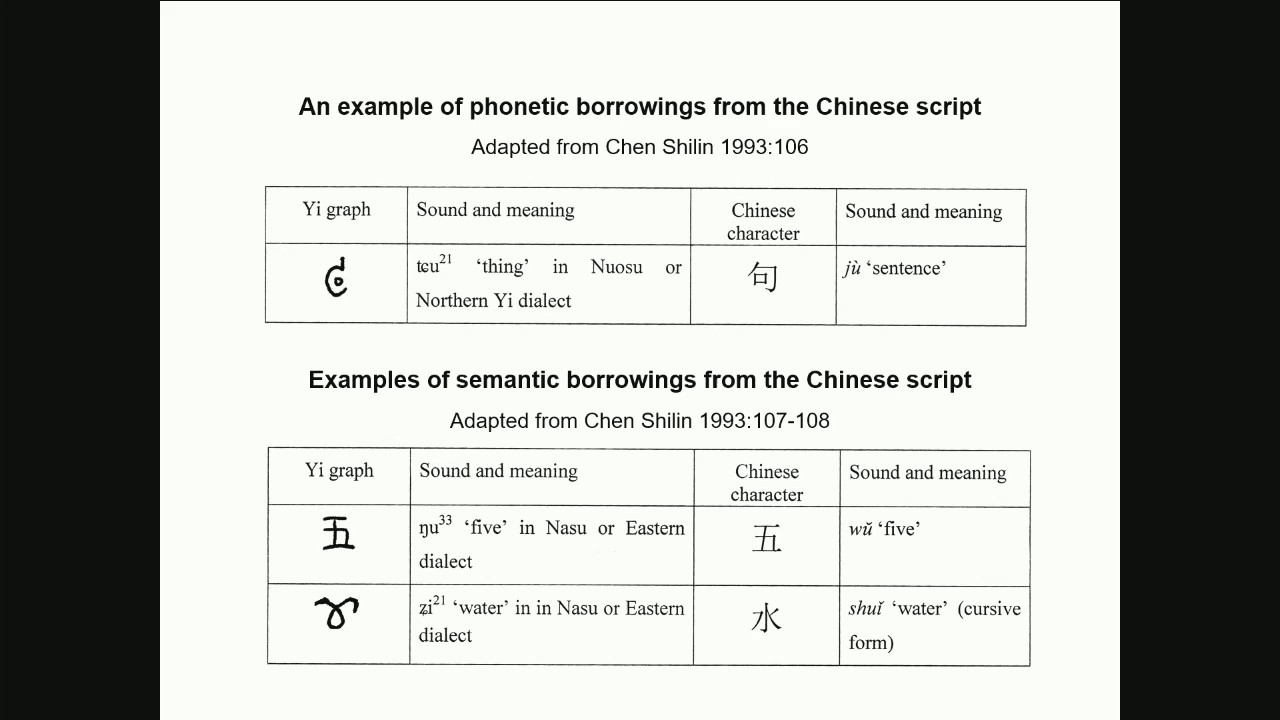 An example of phonetic borrowings from the Chinese script
Adapted from Chen Shilin 1993:106
Yi graph Sound and meaning Chinese character Sound and meaning
tɕu²¹ ‘thing’ in Nuosu or 句 jù ‘sentence’
Northern Yi dialect
Examples of semantic borrowings from the Chinese script
Adapted from Chen Shilin 1993:107-108
Yi graph Sound and meaning Chinese character Sound and meaning
ŋu³³ ‘five’ in Nasu or Eastern 五 wǔ ‘five’
dialect
ʑi²¹ ‘water’ in in Nasu or Eastern 水 shuǐ ‘water’ (cursive
dialect form)